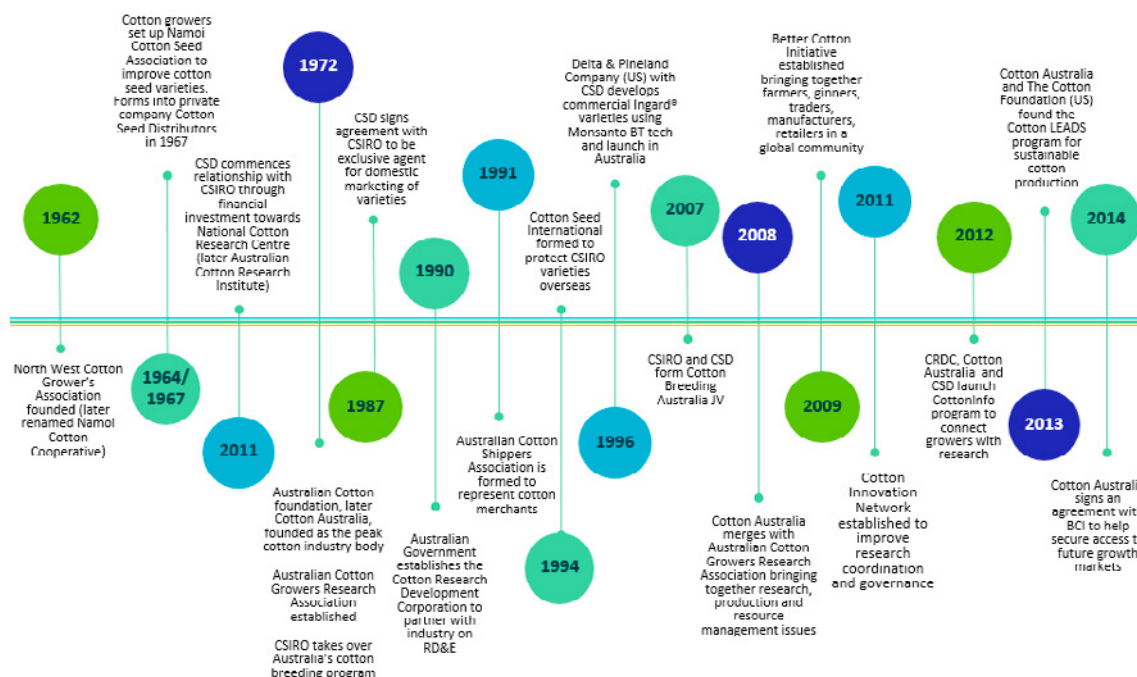 Cotton growers
set up Namoi
Cotton Seed
Association to
improve cotton
seed varieties.
Forms into private
company Cotton
Seed Distributors
in 1967
1964/
1967
1962
North West Cotton
Grower's
Association
founded (later
renamed Namoi
Cotton
Cooperative)
CSD commences
relationship with
CSIRO through
financial
investment towards
National Cotton
Research Centre
(later Australian
Cotton Research
Institute)
2011
1972
Australian Cotton
foundation, later
Cotton Australia,
founded as the peak
cotton industry body
Australian Cotton
Growers Research
Association
established
CSIRO takes over
Australia's cotton
breeding program
CSD signs
agreement with
CSIRO to be
exclusive agent
for domestic
marketing of
varieties
1987
1990
Australian
Government
establishes the
Cotton Research
Development
Corporation to
partner with
industry on
RD&E
1991
Australian Cotton
Shippers
Association is
formed to
represent cotton
merchants
Cotton Seed
International
formed to
protect CSIRO
varieties
overseas
1994
Delta & Pineland
Company (US) with
CSD develops
commercial Ingard®
varieties using
Monsanto BT tech
and launch in
Australia
1996
2007
CSIRO and CSD
form Cotton
Breeding
Australia JV
2008
Cotton Australia
merges with
Australian Cotton
Growers Research
Association bringing
together research,
production and
resource
management issues
Better Cotton
Initiative
established
bringing together
farmers, ginners,
traders,
manufacturers,
retailers in a
global community
2009
2011
Cotton
Innovation
Network
established to
improve
research
coordination
and governance
2012
CRDC, Cotton
Australia and
CSD launch
CottonInfo
program to
connect
growers with
research
Cotton Australia
and The Cotton
Foundation (US)
found the
Cotton LEADS
program for
sustainable
cotton
production
2013
2014
Cotton Australi
signs an
agreement wit
BCI to help
secure access t
future growt
markets